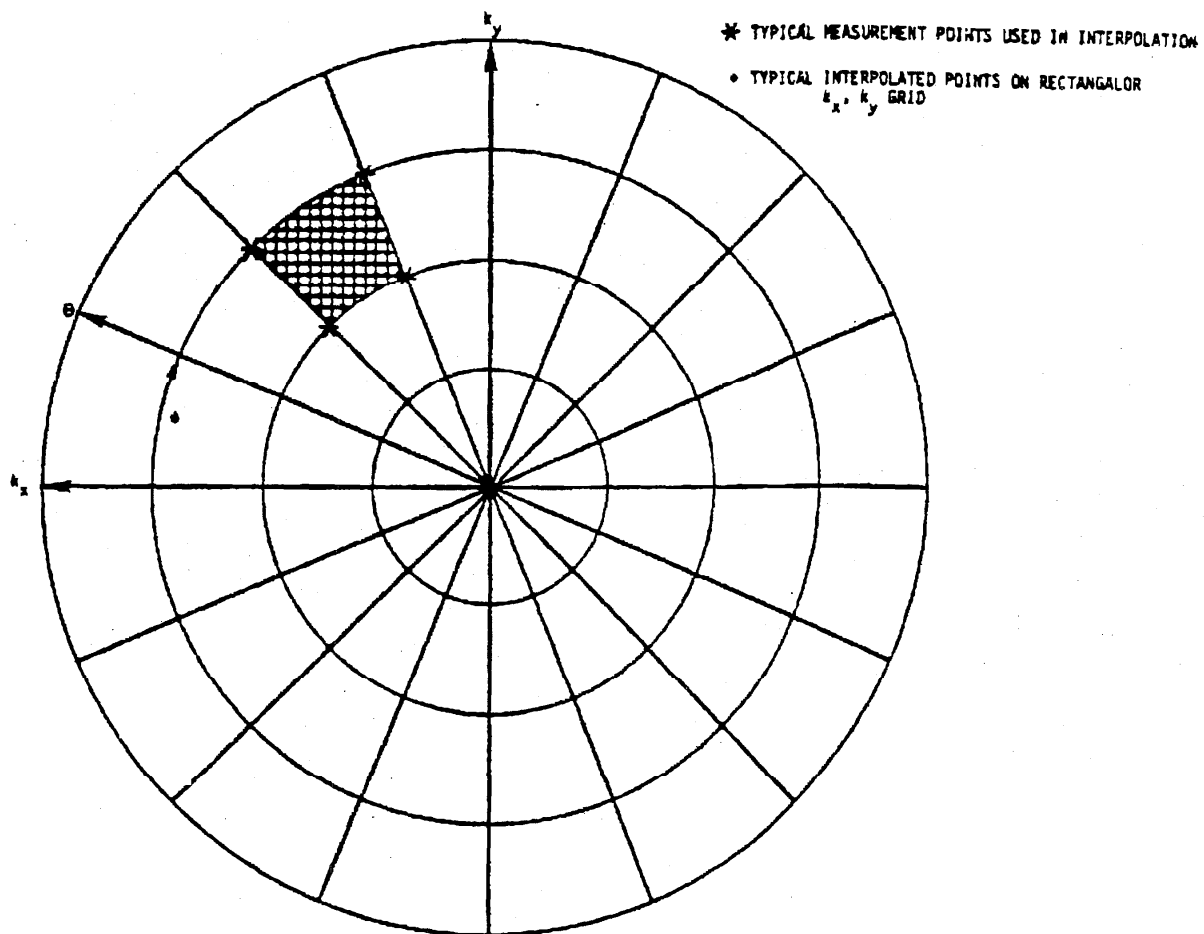 k_y
* TYPICAL MEASUREMENT POINTS USED IN INTERPOLATION
• TYPICAL INTERPOLATED POINTS ON RECTANGALOR
k_x, k_y GRID
θ
k_x